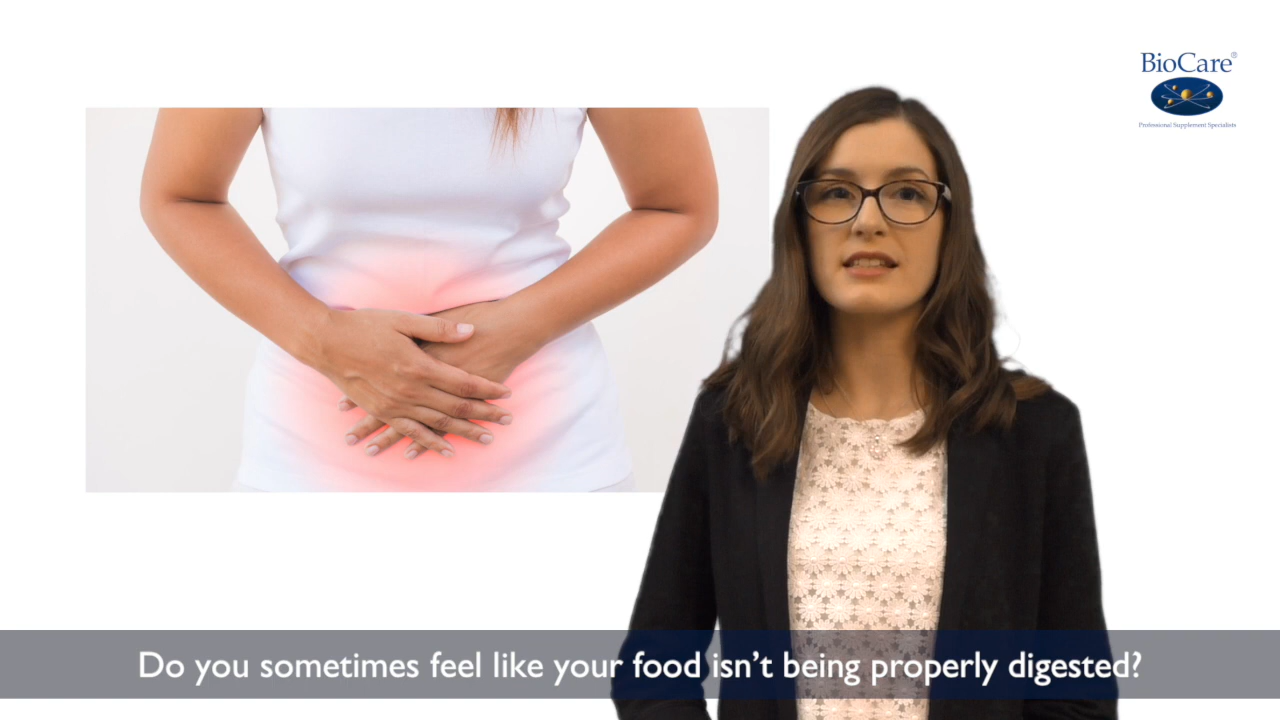 BioCare®
Professional Supplement Specialists
Do you sometimes feel like your food isn't being properly digested?